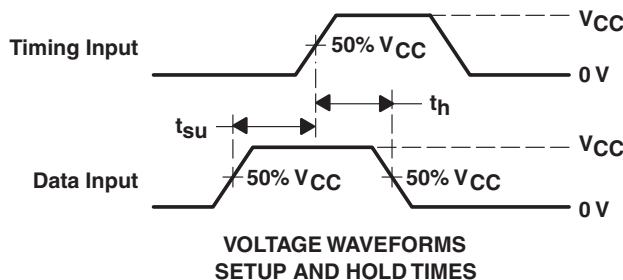 VCC
Timing Input
50% VCC
0 V
th
tsu
VCC
Data Input
50% VCC
50% VCC
0 V
VOLTAGE WAVEFORMS
SETUP AND HOLD TIMES